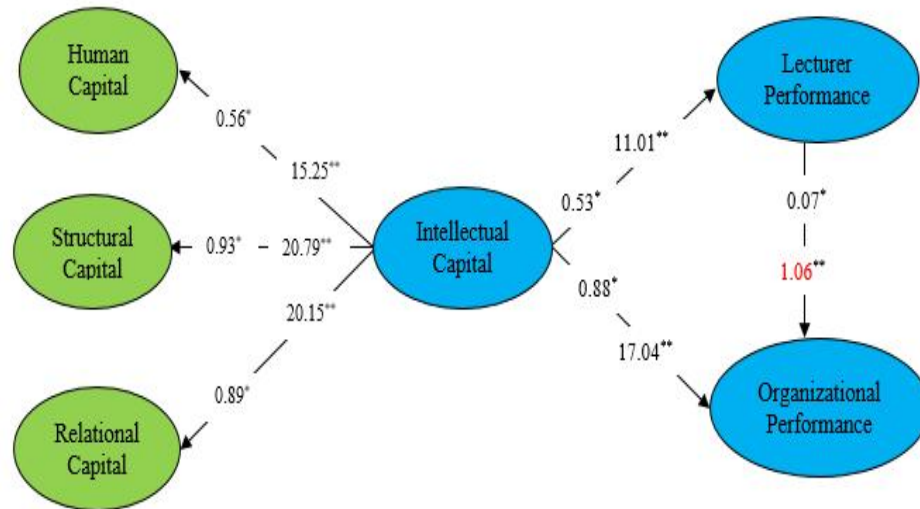 Human
Capital
Lecturer
Performance
0.56*
11.01**
15.25**
0.53*
0.07*
Structural
Capital
0.93*
20.79**
Intellectual
Capital
20.15**
0.88*
1.06**
17.04**
0.89*
Relational
Capital
Organizational
Performance